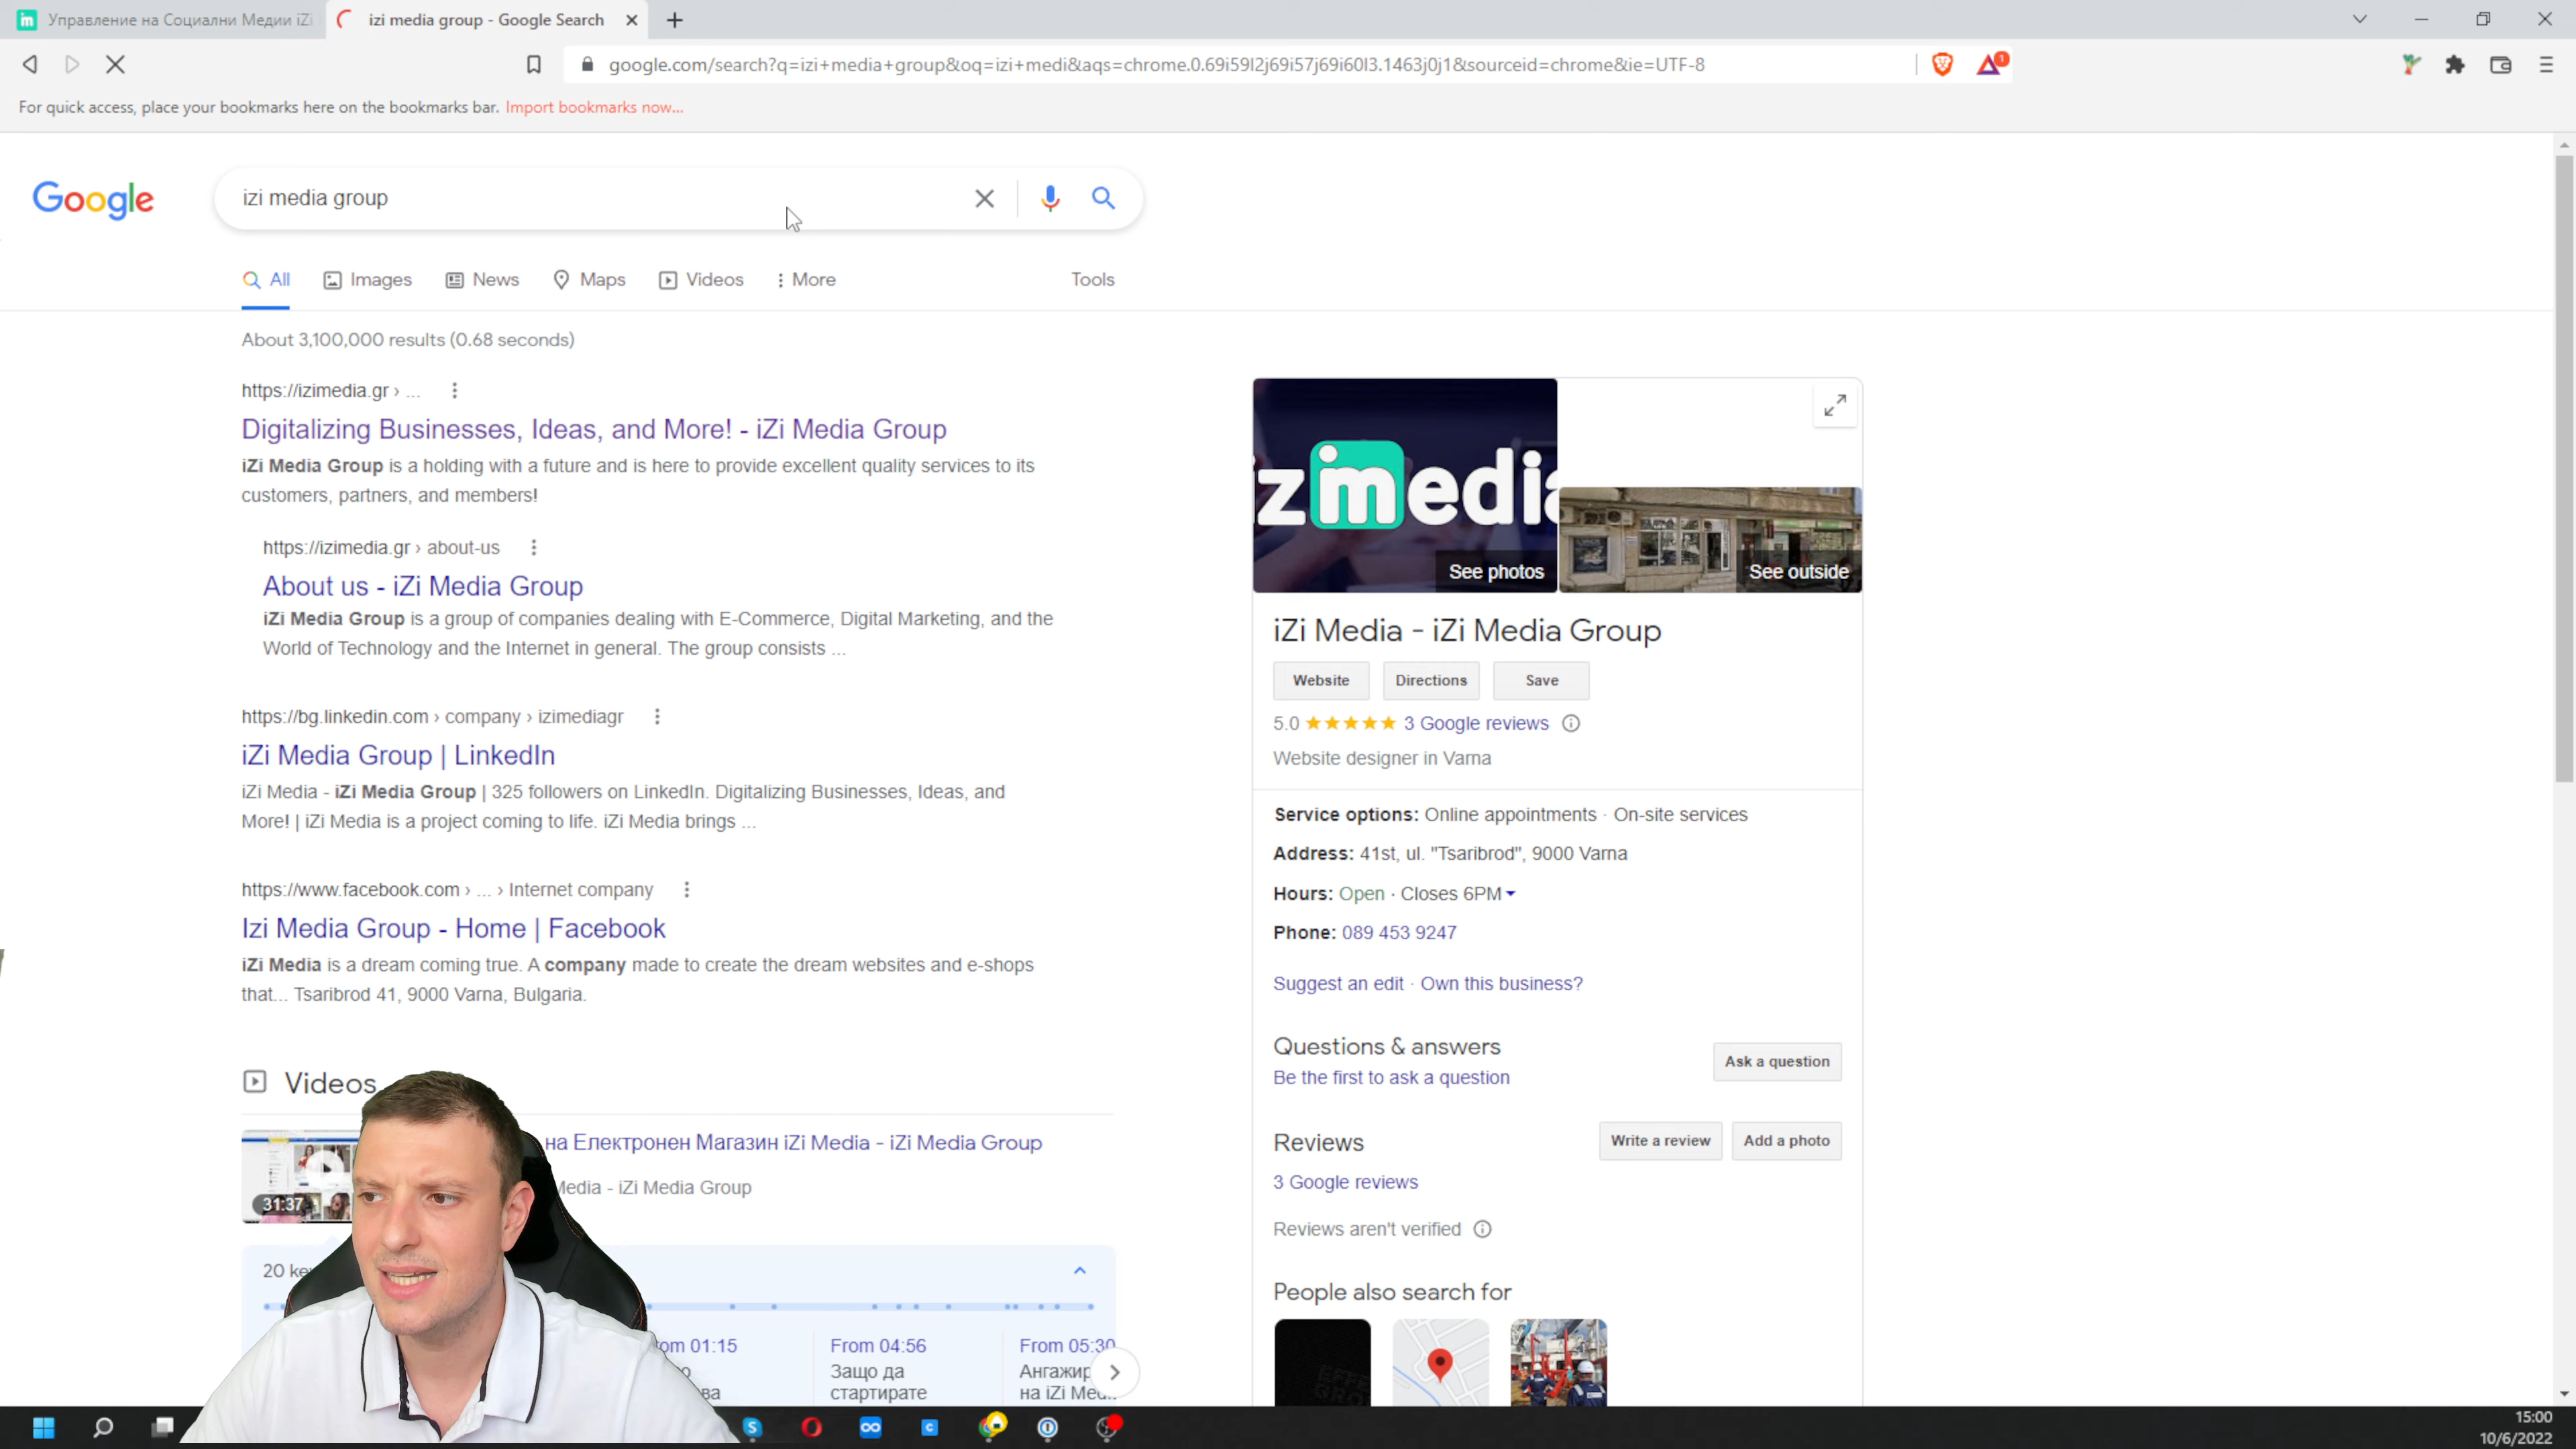 Управление на Социални Медии iZi
izi media group - Google Search
google.com/search?q=izi+media+group&oq=izi+medi&aqs=chrome.0.69i59l2j69i57j69i60l3.1463j0j1&sourceid=chrome&ie=UTF-8
1
For quick access, place your bookmarks here on the bookmarks bar. Import bookmarks now...
Google
izi media group
All Images News Maps Videos More Tools
About 3,100,000 results (0.68 seconds)
https://izimedia.gr › ...
Digitalizing Businesses, Ideas, and More! - iZi Media Group
iZi Media Group is a holding with a future and is here to provide excellent quality services to its
customers, partners, and members!
https://izimedia.gr › about-us
About us - iZi Media Group
iZi Media Group is a group of companies dealing with E-Commerce, Digital Marketing, and the
World of Technology and the Internet in general. The group consists ...
https://bg.linkedin.com › company › izimediagr
iZi Media Group | LinkedIn
iZi Media - iZi Media Group | 325 followers on LinkedIn. Digitalizing Businesses, Ideas, and
More! | iZi Media is a project coming to life. iZi Media brings ...
https://www.facebook.com › ... › Internet company
Izi Media Group - Home | Facebook
iZi Media is a dream coming true. A company made to create the dream websites and e-shops
that... Tsaribrod 41, 9000 Varna, Bulgaria.
Videos
на Електронен Магазин iZi Media - iZi Media Group
Media - iZi Media Group
31:37
20
From 04:56
From 05:30
01:15
Защо да
стартирате
на iZi
izimedia
See photos
See outside
iZi Media - iZi Media Group
Website Directions Save
5.0 3 Google reviews
Website designer in Varna
Service options: Online appointments · On-site services
Address: 41st, ul. "Tsaribrod", 9000 Varna
Hours: Open · Closes 6PM
Phone: 089 453 9247
Suggest an edit · Own this business?
Questions & answers
Be the first to ask a question
Ask a question
Reviews
Write a review Add a photo
3 Google reviews
Reviews aren't verified
People also search for
15:00
10/6/2022